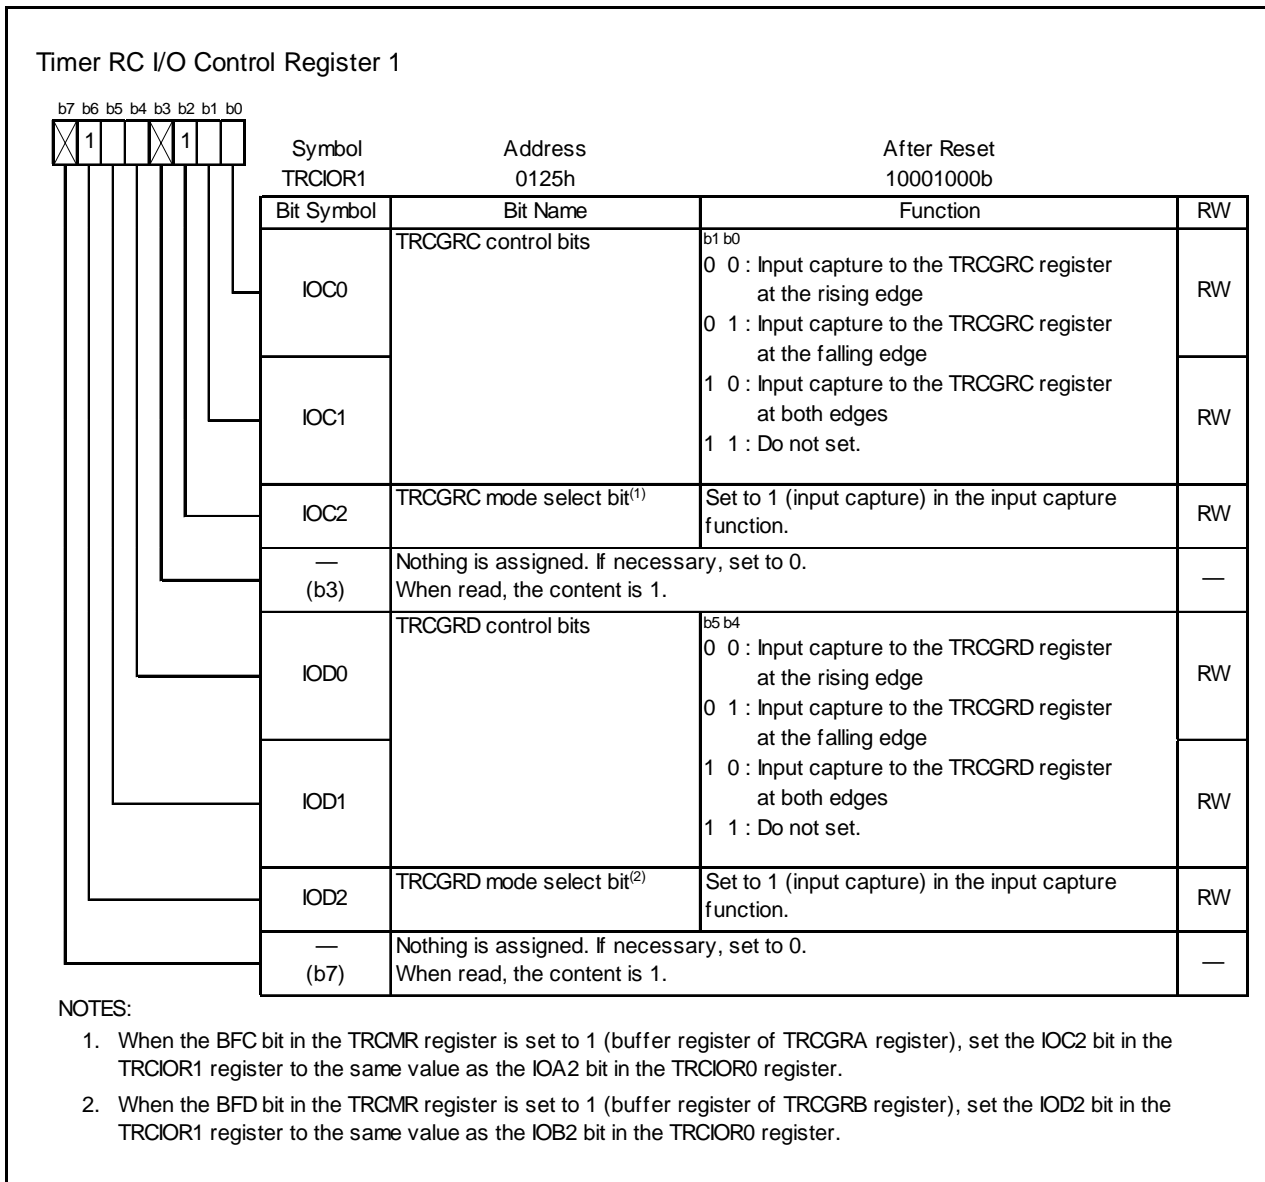 Timer RC I/O Control Register 1
b7 b6 b5 b4 b3 b2 b1 b0
1 1
Symbol Address After Reset
TRCIOR1 0125h 10001000b
Bit Symbol Bit Name Function RW
IOC0 TRCGRC control bits b1 b0
0 0 : Input capture to the TRCGRC register
at the rising edge RW
0 1 : Input capture to the TRCGRC register
at the falling edge
IOC1 1 0 : Input capture to the TRCGRC register
at both edges RW
1 1 : Do not set.
IOC2 TRCGRC mode select bit(1) Set to 1 (input capture) in the input capture
function. RW
— Nothing is assigned. If necessary, set to 0.
(b3) When read, the content is 1. —
IOD0 TRCGRD control bits b5 b4
0 0 : Input capture to the TRCGRD register
at the rising edge RW
0 1 : Input capture to the TRCGRD register
at the falling edge
IOD1 1 0 : Input capture to the TRCGRD register
at both edges RW
1 1 : Do not set.
IOD2 TRCGRD mode select bit(2) Set to 1 (input capture) in the input capture
function. RW
— Nothing is assigned. If necessary, set to 0.
(b7) When read, the content is 1. —
NOTES:
1. When the BFC bit in the TRCMR register is set to 1 (buffer register of TRCGRA register), set the IOC2 bit in the
TRCIOR1 register to the same value as the IOA2 bit in the TRCIOR0 register.
2. When the BFD bit in the TRCMR register is set to 1 (buffer register of TRCGRB register), set the IOD2 bit in the
TRCIOR1 register to the same value as the IOB2 bit in the TRCIOR0 register.